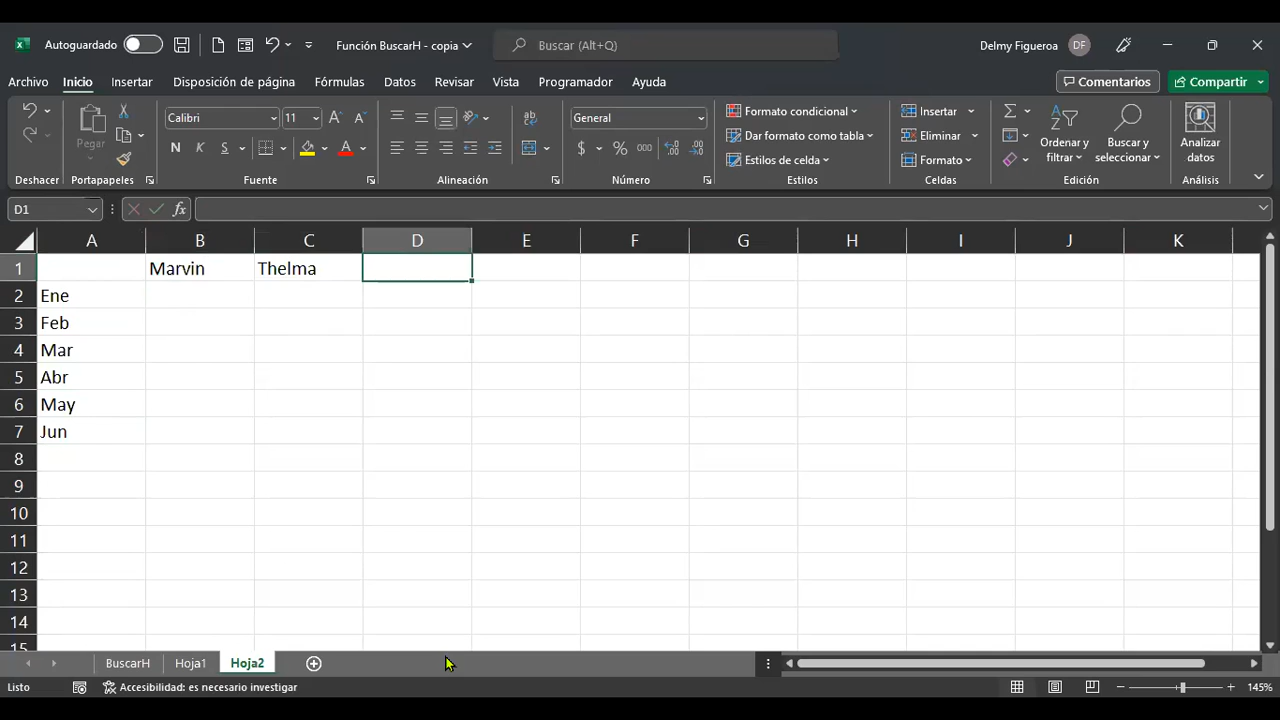 Autoguardado Función BuscarH - copia Buscar (Alt+Q) Delmy Figueroa DF
Archivo Inicio Insertar Disposición de página Fórmulas Datos Revisar Vista Programador Ayuda Comentarios Compartir
Pegar
Calibri 11
N K S A
General
$ % 000
Formato condicional
Dar formato como tabla
Estilos de celda
Insertar
Eliminar
Formato
Ordenar y filtrar
Buscar y seleccionar
Analizar datos
Deshacer Portapapeles Fuente Alineación Número Estilos Celdas Edición Análisis
D1 fx
A B C D E F G H I J K
1 Marvin Thelma
2 Ene
3 Feb
4 Mar
5 Abr
6 May
7 Jun
8
9
10
11
12
13
14
15
BuscarH Hoja1 Hoja2
Listo Accesibilidad: es necesario investigar 145%